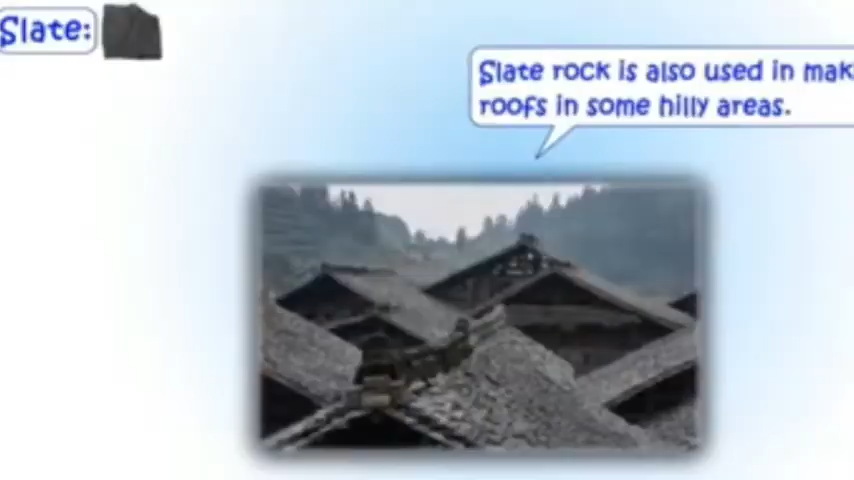 Slate:
Slate rock is also used in mak
roofs in some hilly areas.